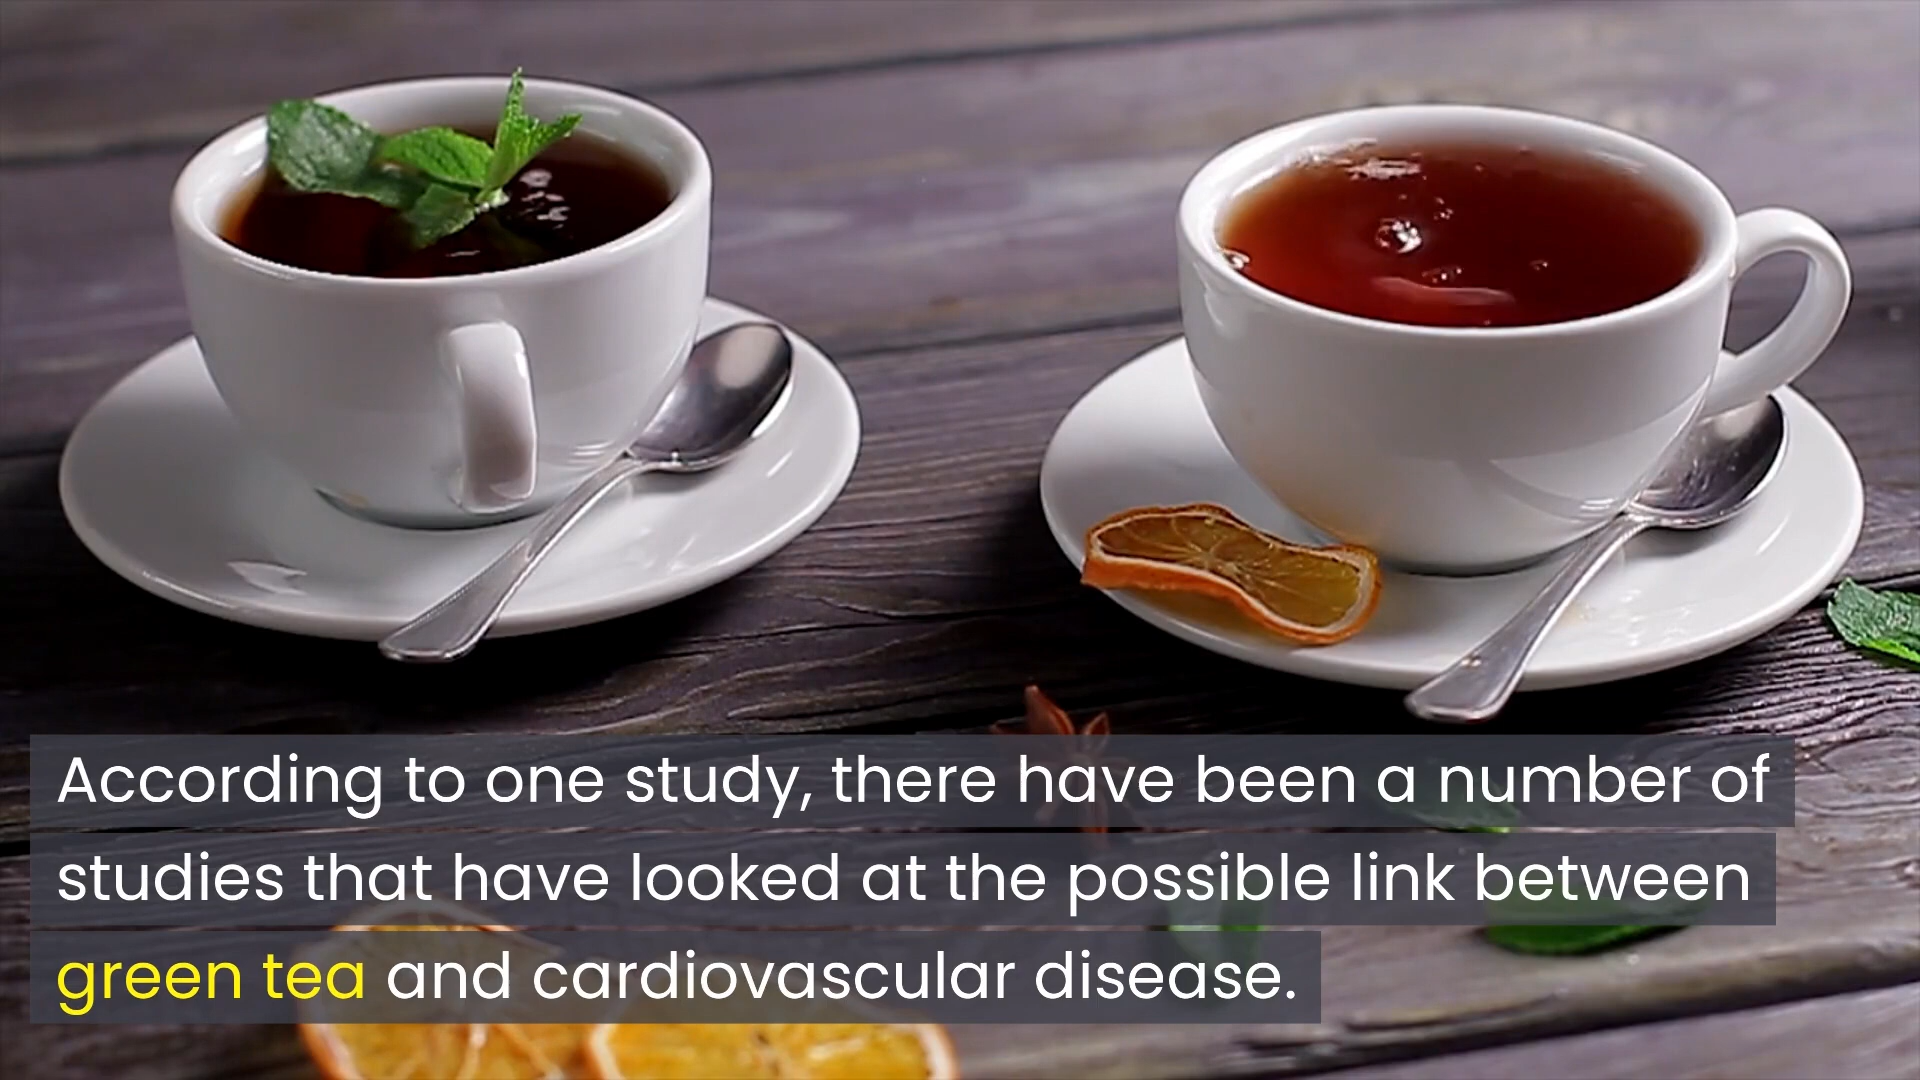 According to one study, there have been a number of
studies that have looked at the possible link between
green tea and cardiovascular disease.